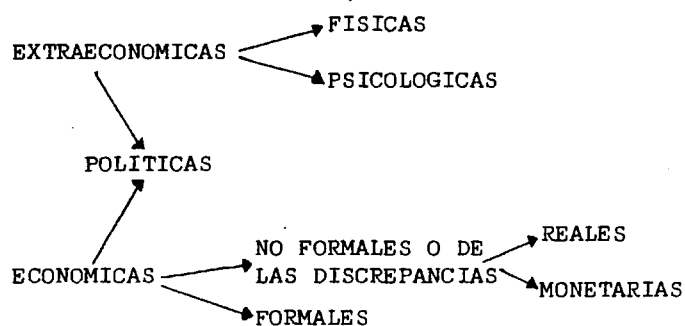 FISICAS
EXTRAECONOMICAS
PSICOLOGICAS
POLITICAS
NO FORMALES O DE
LAS DISCREPANCIAS
REALES
ECONOMICAS
MONETARIAS
FORMALES